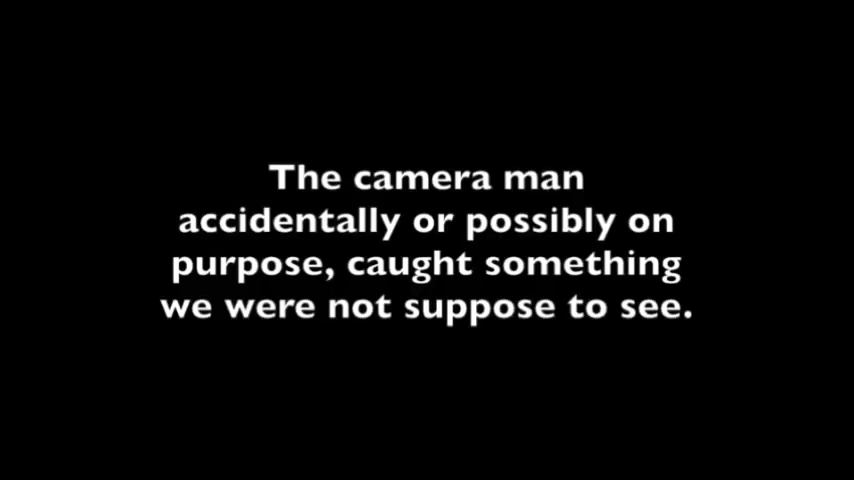 The camera man
accidentally or possibly on
purpose, caught something
we were not suppose to see.